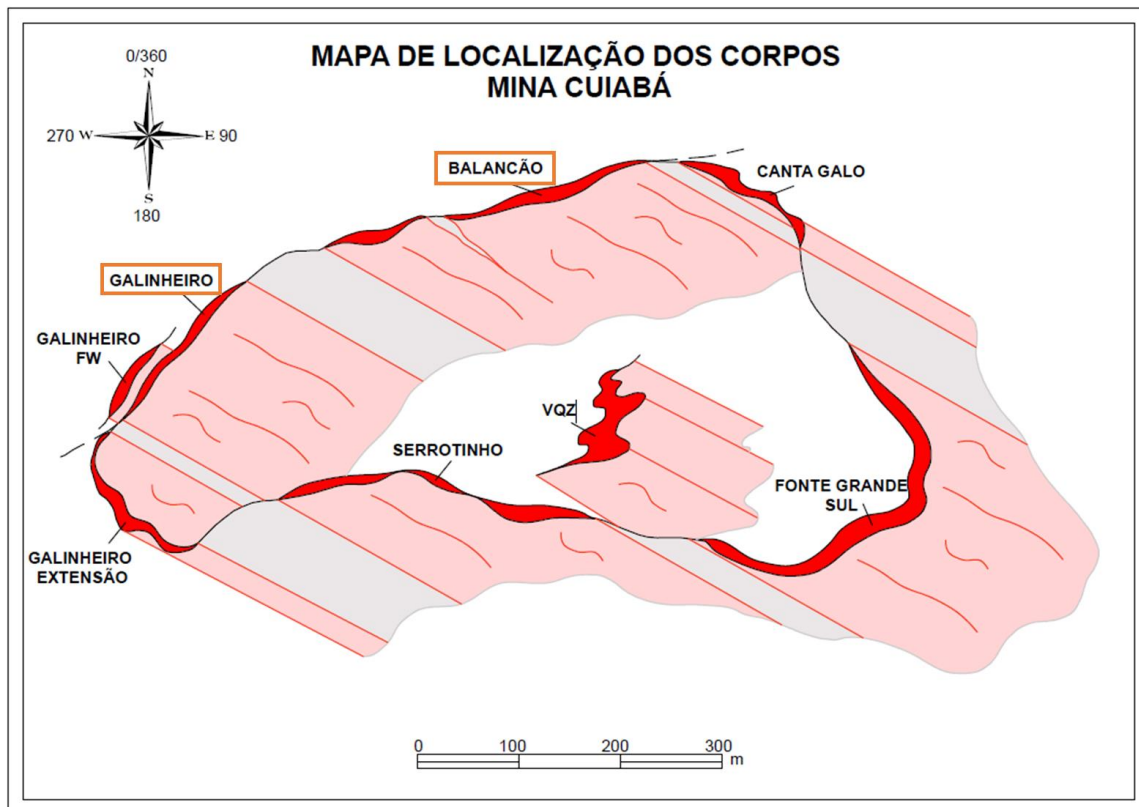 MAPA DE LOCALIZAÇÃO DOS CORPOS
MINA CUIABÁ
0/360
N
270 W
E 90
S
180
BALANCÃO
CANTA GALO
GALINHEIRO
GALINHEIRO
FW
VQZ
SERROTINHO
FONTE GRANDE
SUL
GALINHEIRO
EXTENSÃO
0 100 200 300
m